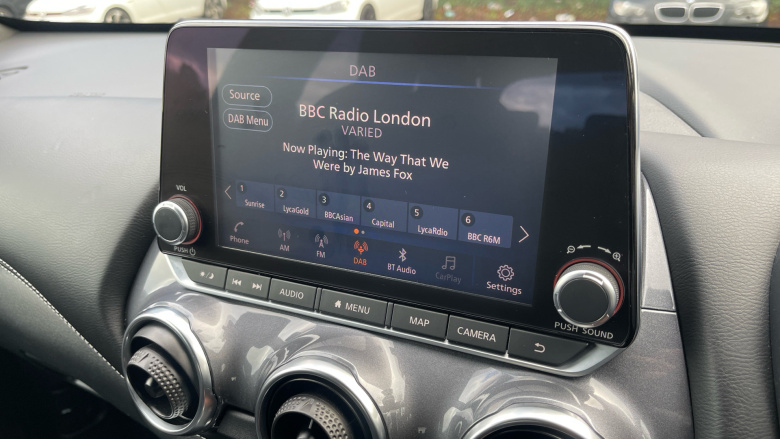 DAB
Source
DAB Menu
BBC Radio London
VARIED
Now Playing: The Way That We
Were by James Fox
1 Sunrise
2 LycaGold
3 BBCAsian
4 Capital
5 LycaRdio
6 BBC R6M
Phone
AM
FM
DAB
BT Audio
CarPlay
Settings
VOL
PUSH
PUSH SOUND
AUDIO
MENU
MAP
CAMERA